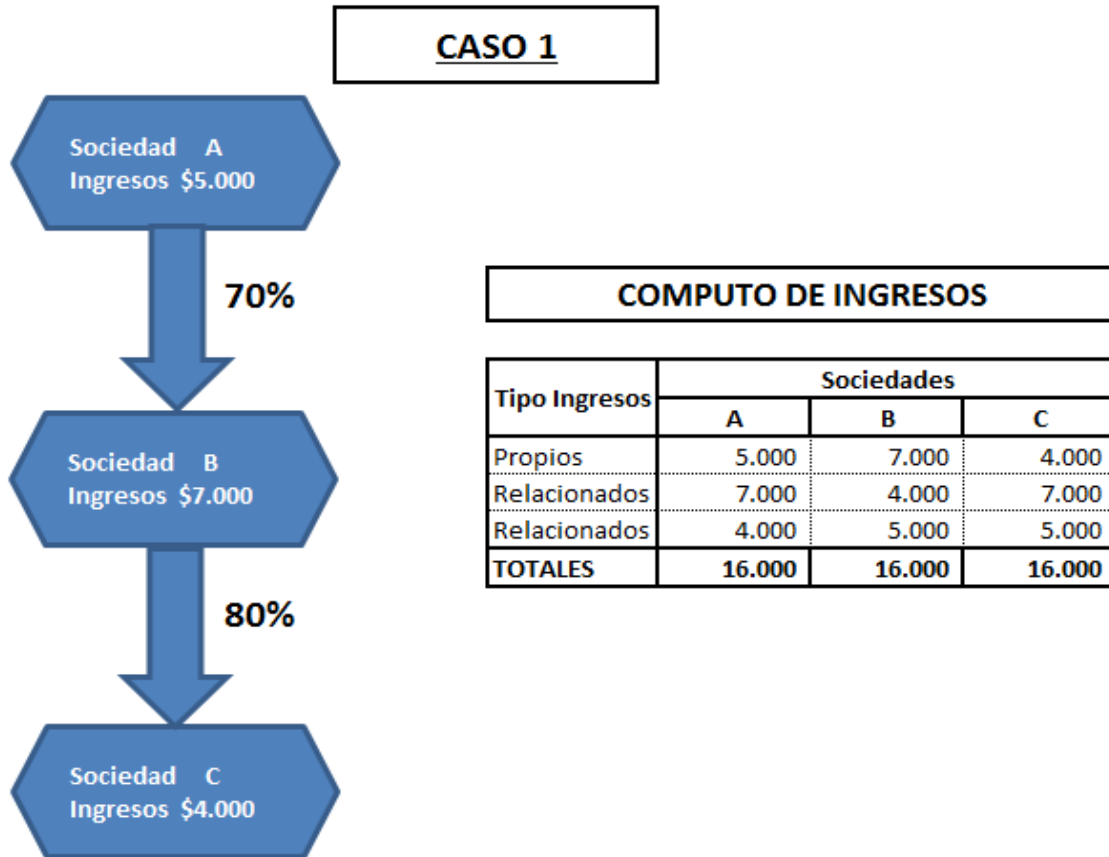 CASO 1
Sociedad A
Ingresos $5.000
70%
Sociedad B
Ingresos $7.000
80%
Sociedad C
Ingresos $4.000
COMPUTO DE INGRESOS
Tipo Ingresos Sociedades
A B C
Propios 5.000 7.000 4.000
Relacionados 7.000 4.000 7.000
Relacionados 4.000 5.000 5.000
TOTALES 16.000 16.000 16.000